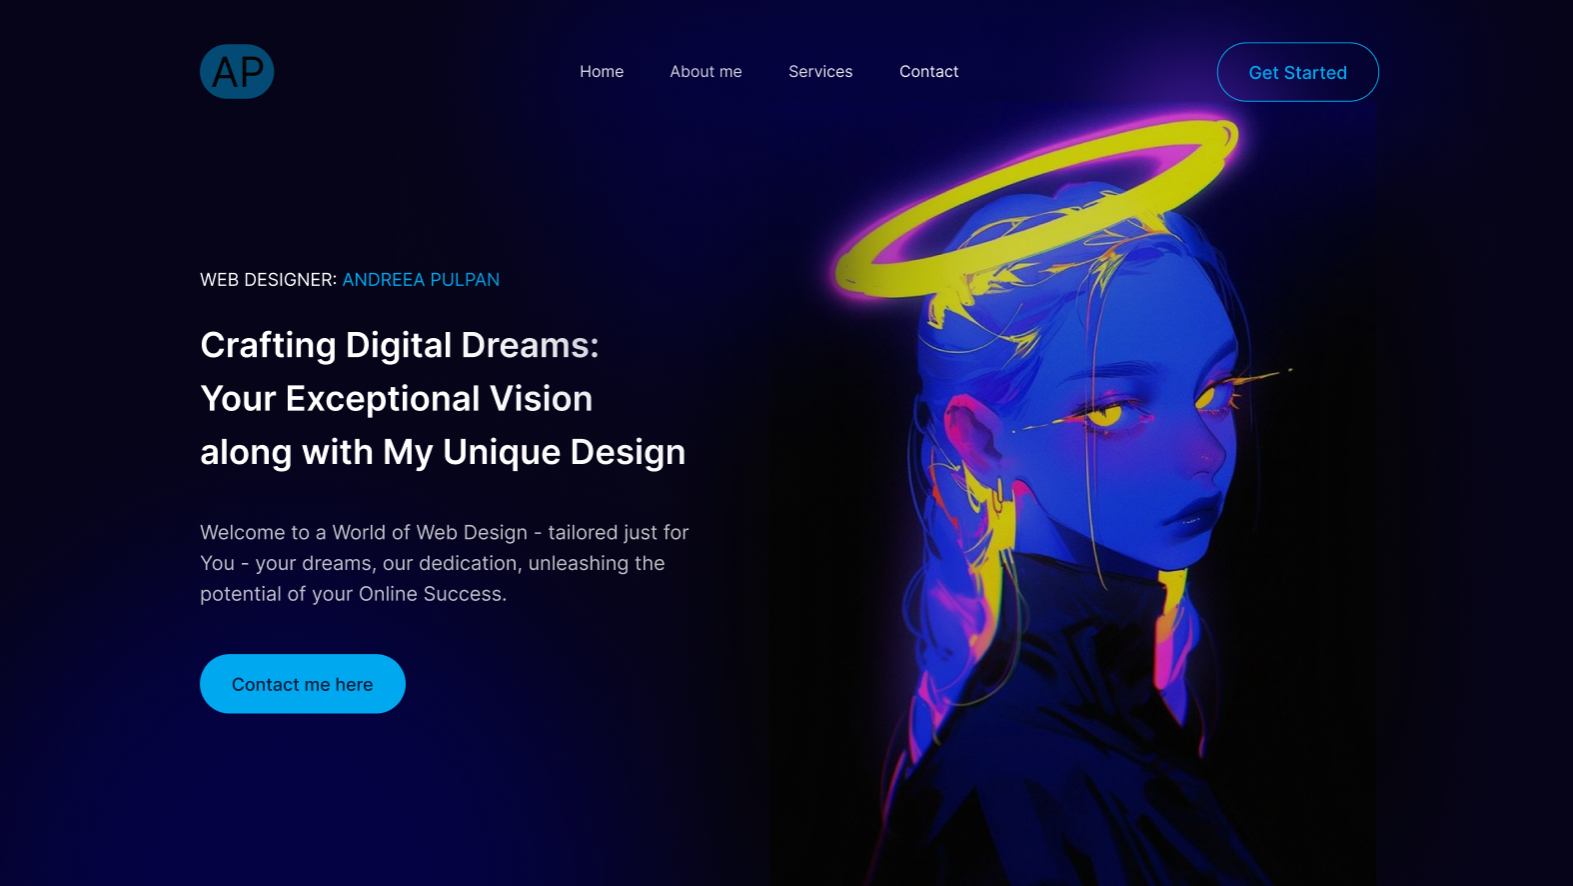 AP
Home
About me
Services
Contact
Get Started
WEB DESIGNER: ANDREEA PULPAN
Crafting Digital Dreams:
Your Exceptional Vision
along with My Unique Design
Welcome to a World of Web Design - tailored just for
You - your dreams, our dedication, unleashing the
potential of your Online Success.
Contact me here